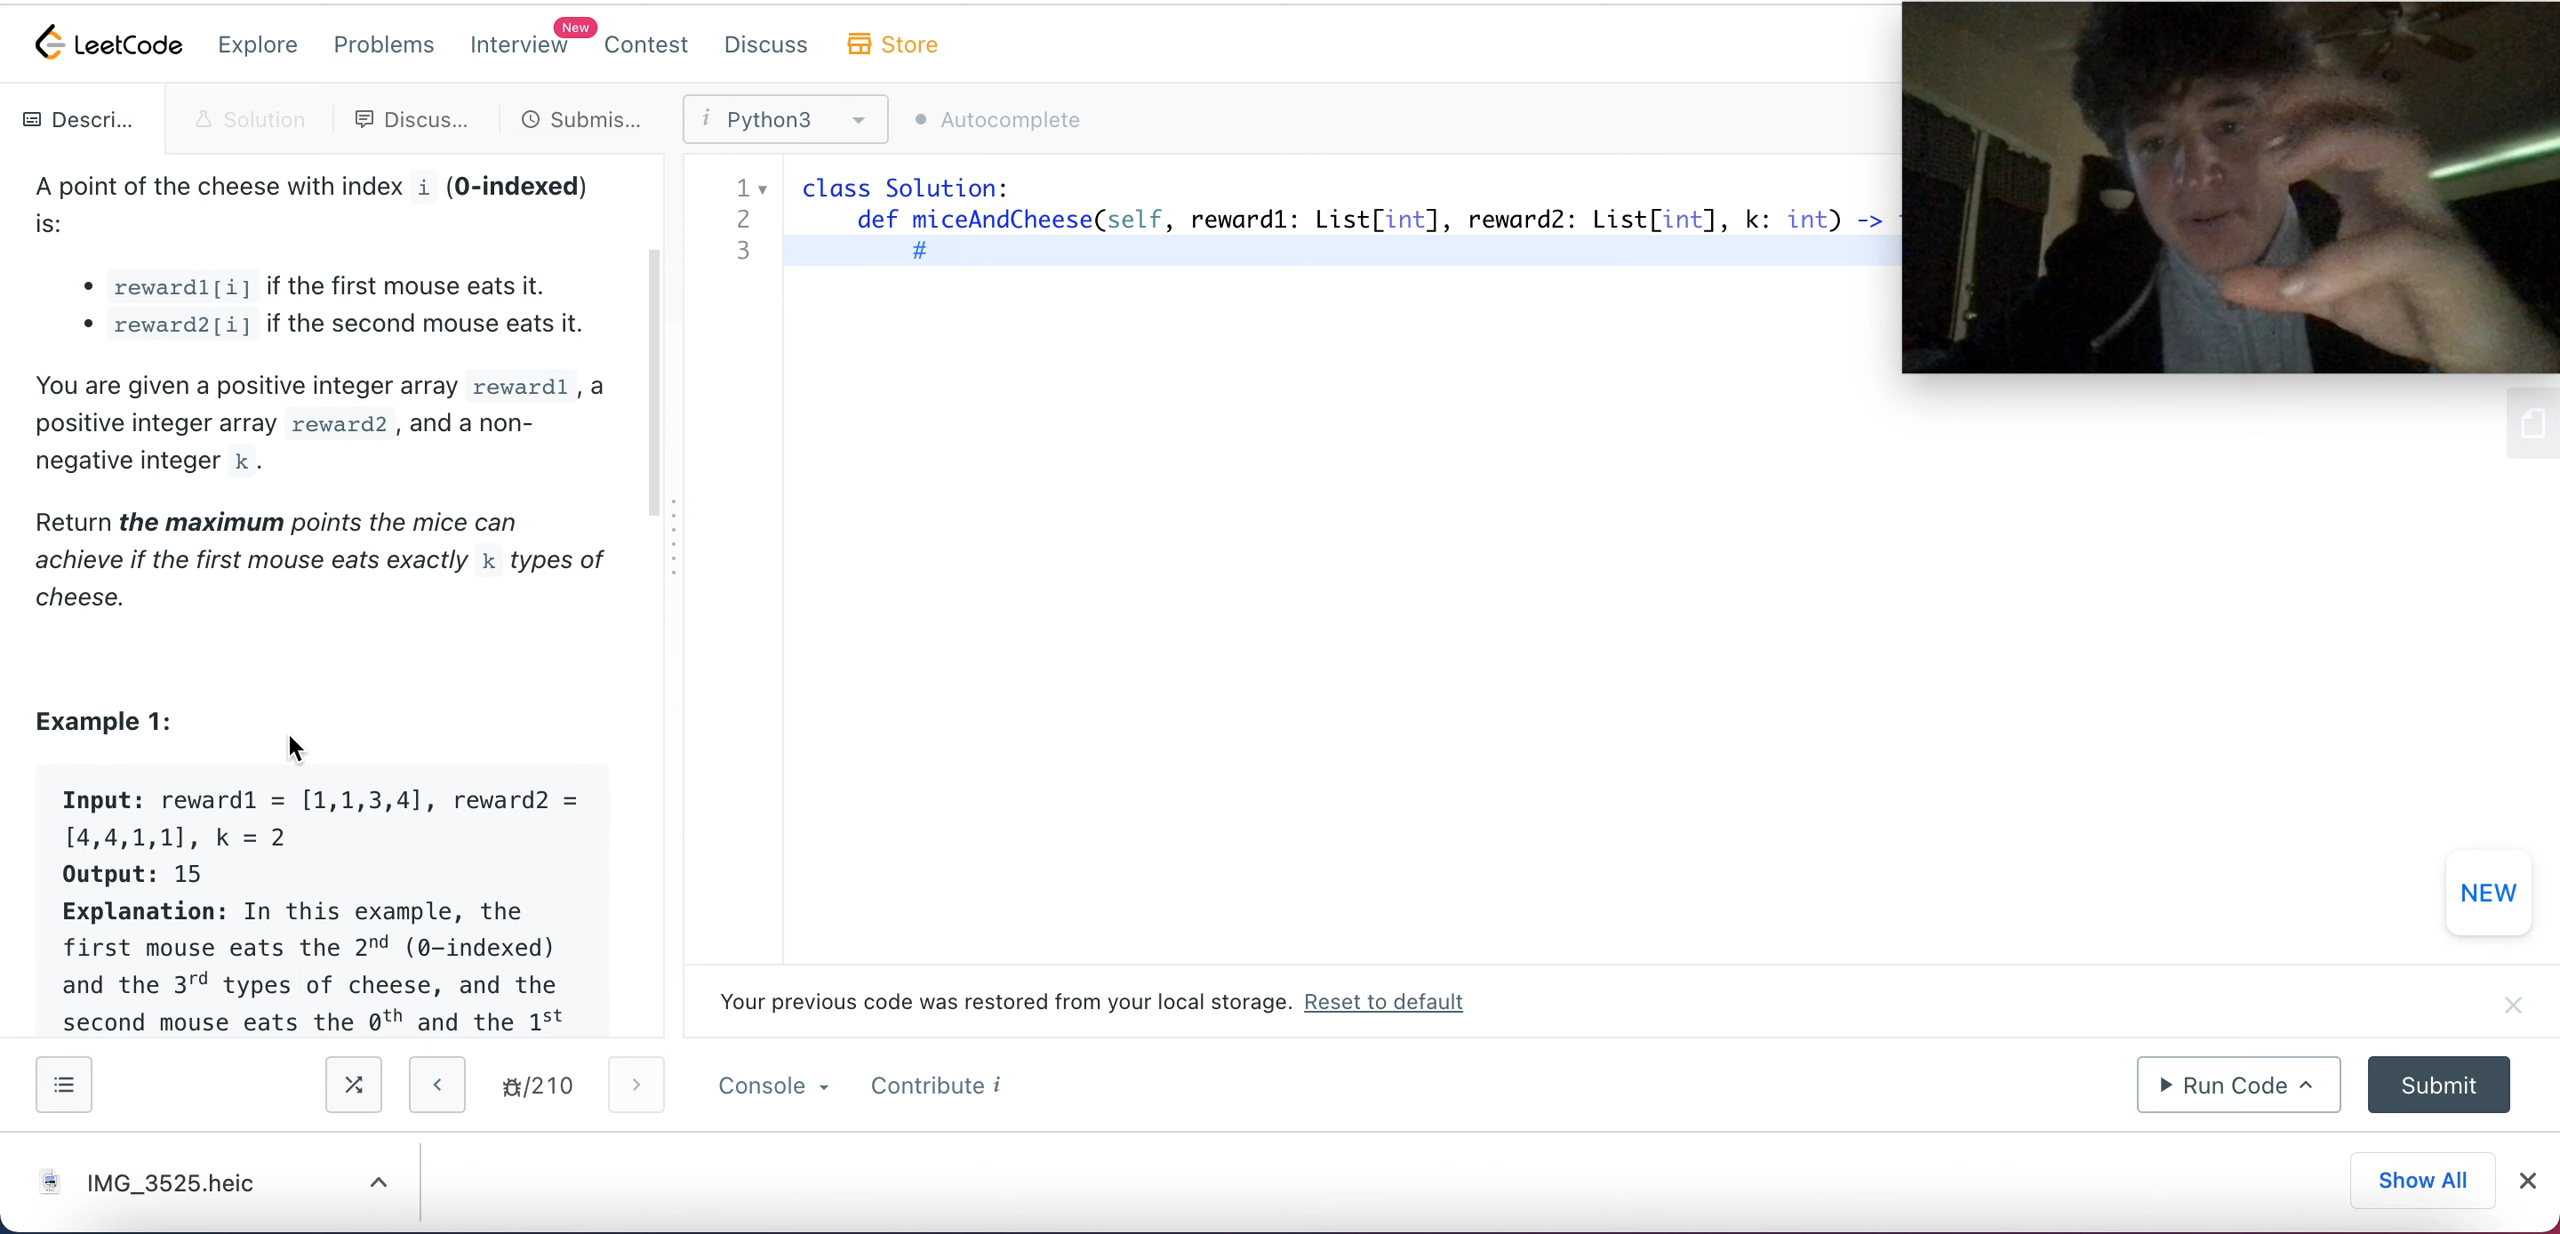 LeetCode Explore Problems Interview New Contest Discuss Store
Descri... Solution Discus... Submis... i Python3 Autocomplete
A point of the cheese with index i (0-indexed)
is:
• reward1[i] if the first mouse eats it.
• reward2[i] if the second mouse eats it.
You are given a positive integer array reward1, a
positive integer array reward2, and a non-
negative integer k.
Return the maximum points the mice can
achieve if the first mouse eats exactly k types of
cheese.
Example 1:
Input: reward1 = [1,1,3,4], reward2 =
[4,4,1,1], k = 2
Output: 15
Explanation: In this example, the
first mouse eats the 2nd (0-indexed)
and the 3rd types of cheese, and the
second mouse eats the 0th and the 1st
1 class Solution:
2 def miceAndCheese(self, reward1: List[int], reward2: List[int], k: int) ->
3 #
NEW
Your previous code was restored from your local storage. Reset to default
/210 Console Contribute i Run Code Submit
IMG_3525.heic Show All